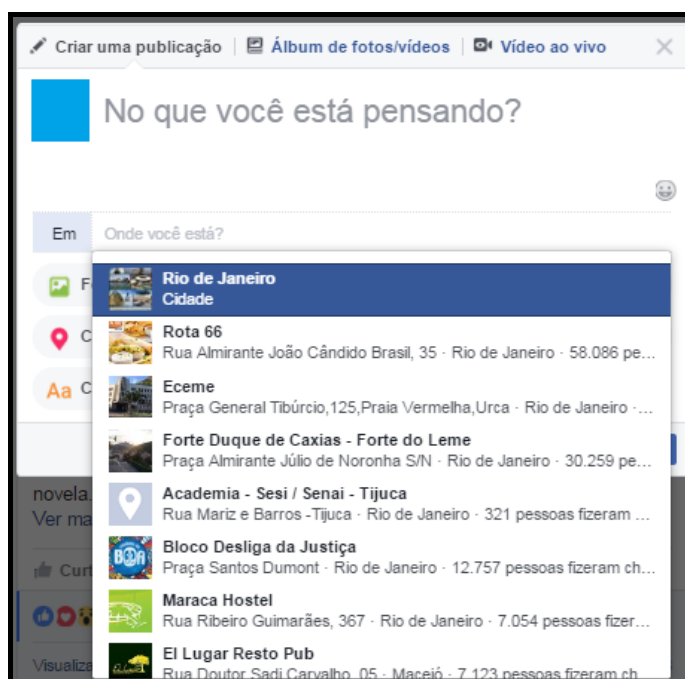 Criar uma publicação
Álbum de fotos/vídeos
Vídeo ao vivo
No que você está pensando?
Em
Onde você está?
Rio de Janeiro
Cidade
Rota 66
Rua Almirante João Cândido Brasil, 35 · Rio de Janeiro · 58.086 pe...
Eceme
Praça General Tibúrcio,125,Praia Vermelha,Urca · Rio de Janeiro ·...
Forte Duque de Caxias - Forte do Leme
Praça Almirante Júlio de Noronha S/N · Rio de Janeiro · 30.259 pe...
Academia - Sesi / Senai - Tijuca
Rua Mariz e Barros -Tijuca · Rio de Janeiro · 321 pessoas fizeram ...
Bloco Desliga da Justiça
Praça Santos Dumont · Rio de Janeiro · 12.757 pessoas fizeram ch...
Maraca Hostel
Rua Ribeiro Guimarães, 367 · Rio de Janeiro · 7.054 pessoas fizer...
El Lugar Resto Pub
Rua Doutor Sadi Carvalho, 05 · Maceió · 7.123 pessoas fizeram ch
F
C
Aa C
novela.
Ver ma
Curt
Visualiza